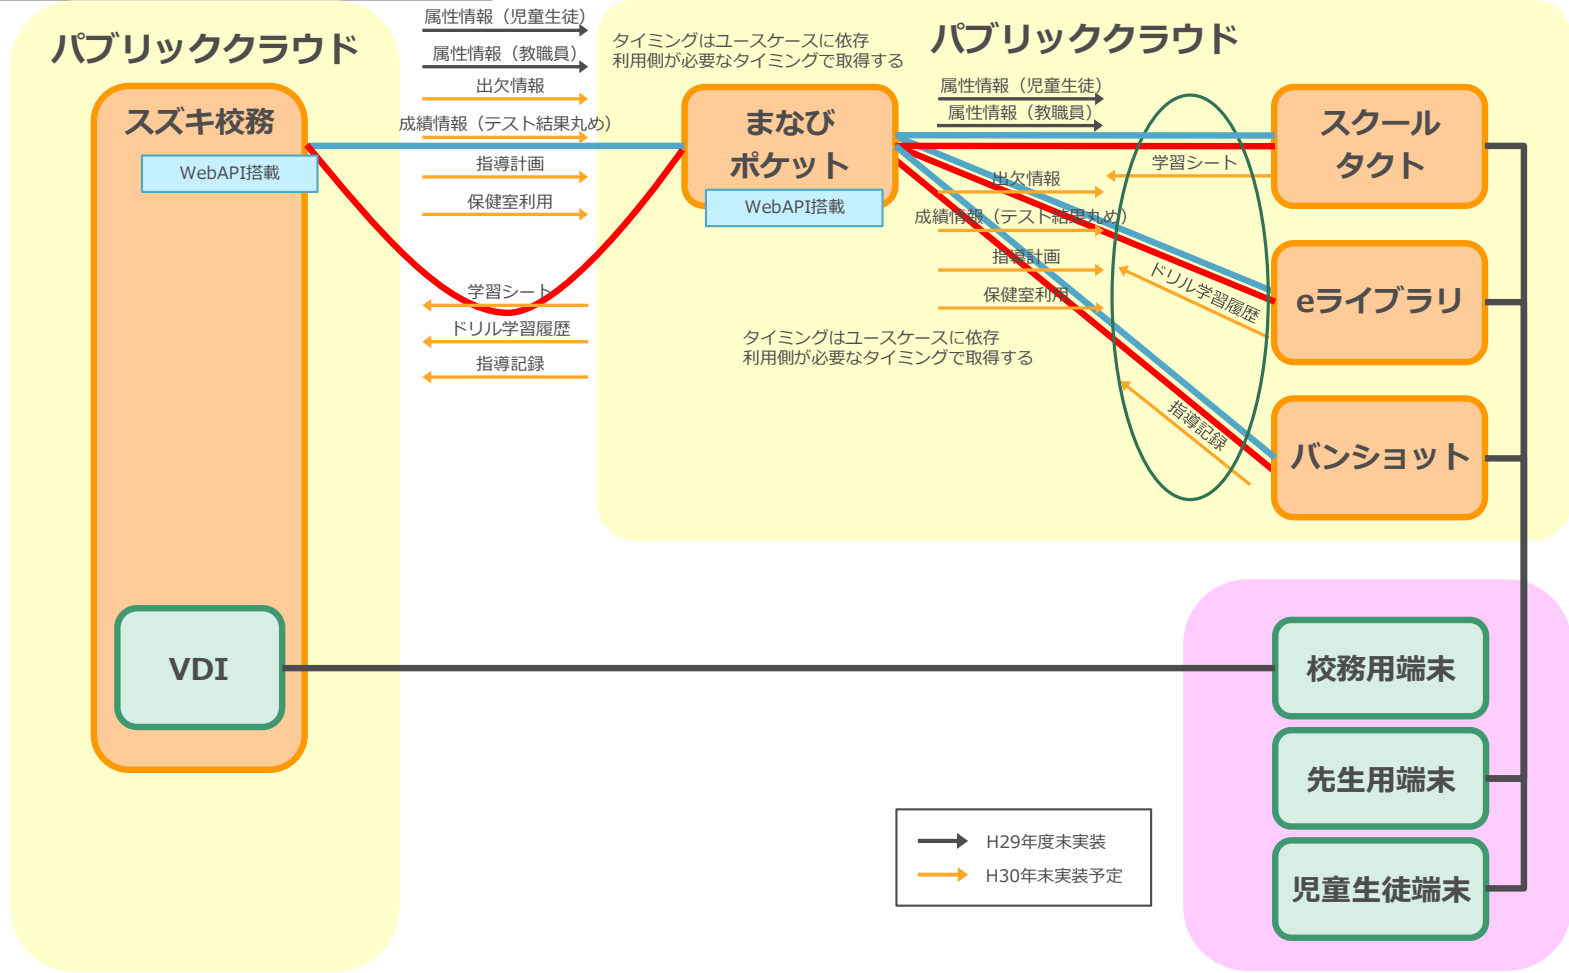 パブリッククラウド
スズキ校務
WebAPI搭載
VDI
属性情報（児童生徒）
属性情報（教職員）
出欠情報
成績情報（テスト結果丸め）
指導計画
保健室利用
学習シート
ドリル学習履歴
指導記録
タイミングはユースケースに依存
利用側が必要なタイミングで取得する
パブリッククラウド
まなび
ポケット
WebAPI搭載
属性情報（児童生徒）
属性情報（教職員）
出欠情報
成績情報（テスト結果丸め）
指導計画
保健室利用
タイミングはユースケースに依存
利用側が必要なタイミングで取得する
学習シート
ドリル学習履歴
指導記録
スクール
タクト
eライブラリ
バンショット
校務用端末
先生用端末
児童生徒端末
H29年度末実装
H30年末実装予定